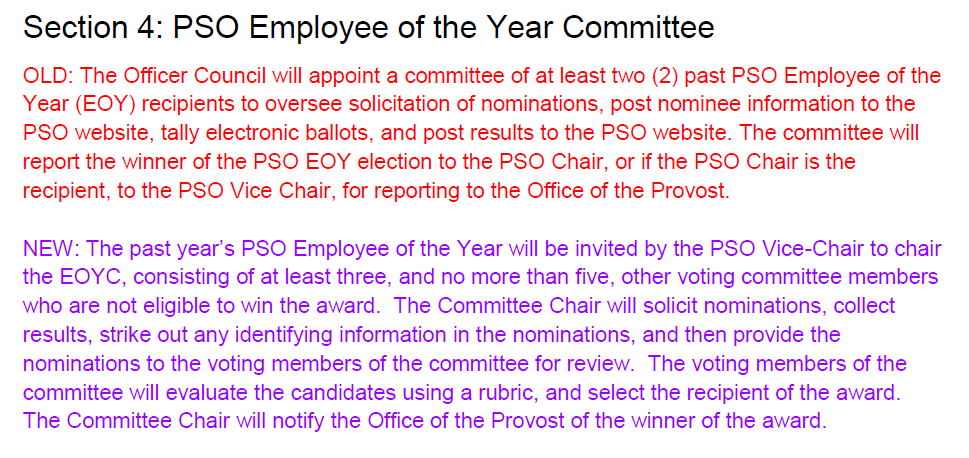 Section 4: PSO Employee of the Year Committee
OLD: The Officer Council will appoint a committee of at least two (2) past PSO Employee of the
Year (EOY) recipients to oversee solicitation of nominations, post nominee information to the
PSO website, tally electronic ballots, and post results to the PSO website. The committee will
report the winner of the PSO EOY election to the PSO Chair, or if the PSO Chair is the
recipient, to the PSO Vice Chair, for reporting to the Office of the Provost.
NEW: The past year's PSO Employee of the Year will be invited by the PSO Vice-Chair to chair
the EOYC, consisting of at least three, and no more than five, other voting committee members
who are not eligible to win the award.  The Committee Chair will solicit nominations, collect
results, strike out any identifying information in the nominations, and then provide the
nominations to the voting members of the committee for review.  The voting members of the
committee will evaluate the candidates using a rubric, and select the recipient of the award.
The Committee Chair will notify the Office of the Provost of the winner of the award.